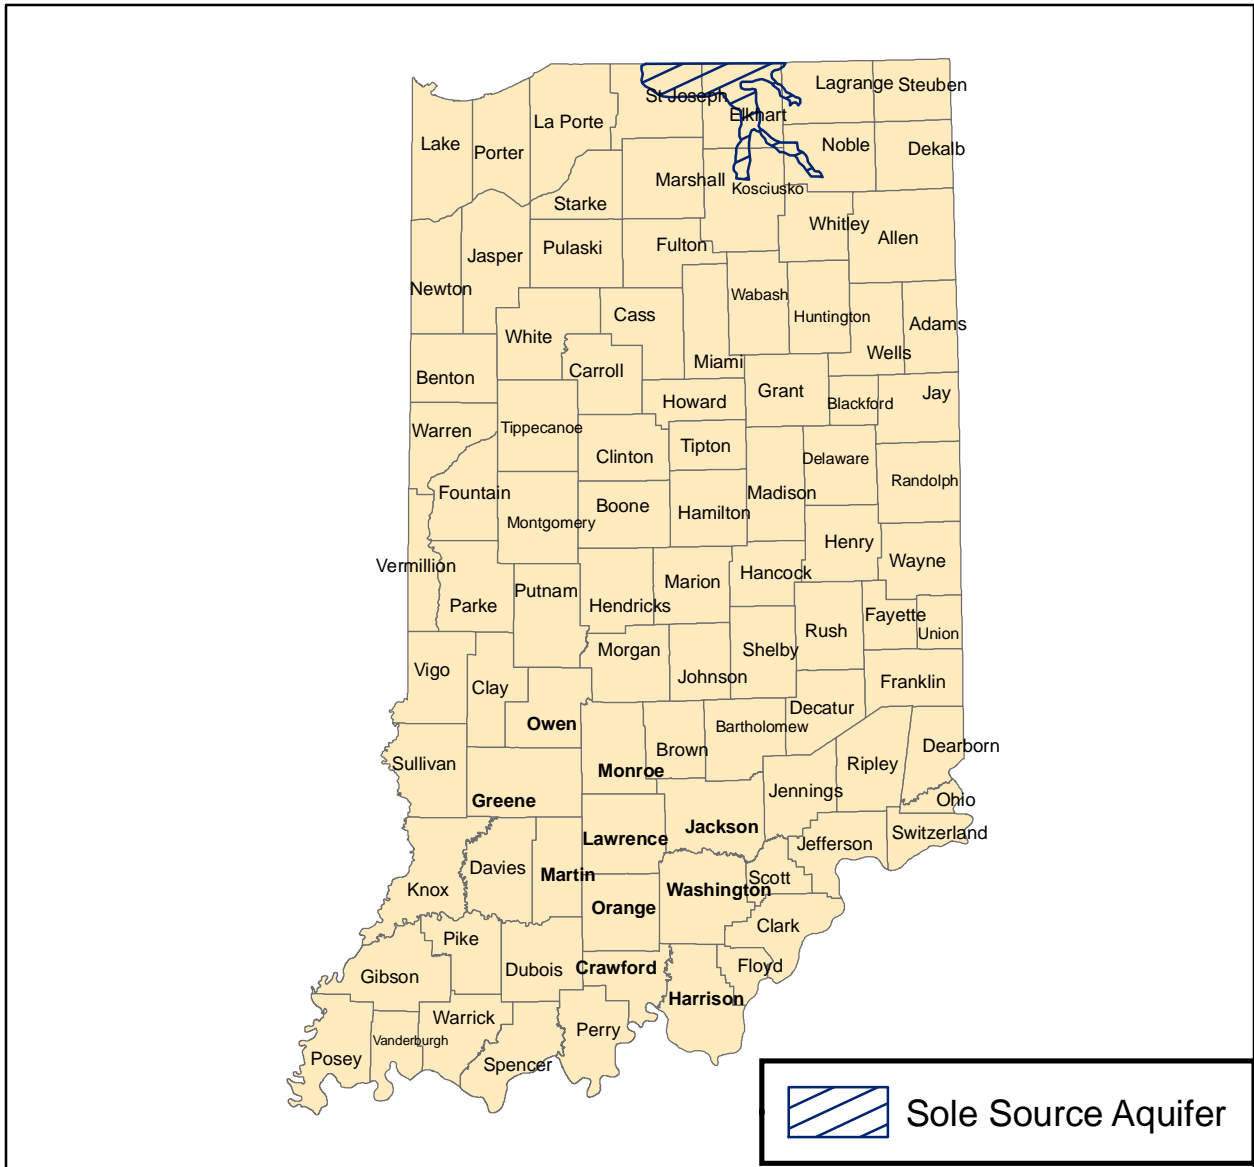 Lagrange
Steuben
St Joseph
Elkhart
La Porte
Lake
Porter
Noble
Dekalb
Marshall
Kosciusko
Starke
Whitley
Allen
Pulaski
Fulton
Jasper
Newton
Wabash
Huntington
Cass
Adams
White
Wells
Miami
Carroll
Benton
Grant
Jay
Howard
Blackford
Warren
Tippecanoe
Tipton
Clinton
Delaware
Randolph
Fountain
Madison
Boone
Hamilton
Montgomery
Henry
Wayne
Vermillion
Hancock
Marion
Putnam
Parke
Hendricks
Fayette
Rush
Union
Morgan
Shelby
Vigo
Johnson
Clay
Franklin
Decatur
Owen
Bartholomew
Brown
Dearborn
Sullivan
Monroe
Ripley
Jennings
Greene
Ohio
Jackson
Lawrence
Switzerland
Jefferson
Davies
Martin
Scott
Knox
Washington
Orange
Clark
Pike
Floyd
Crawford
Dubois
Gibson
Harrison
Warrick
Perry
Vanderburgh
Posey
Spencer
Sole Source Aquifer